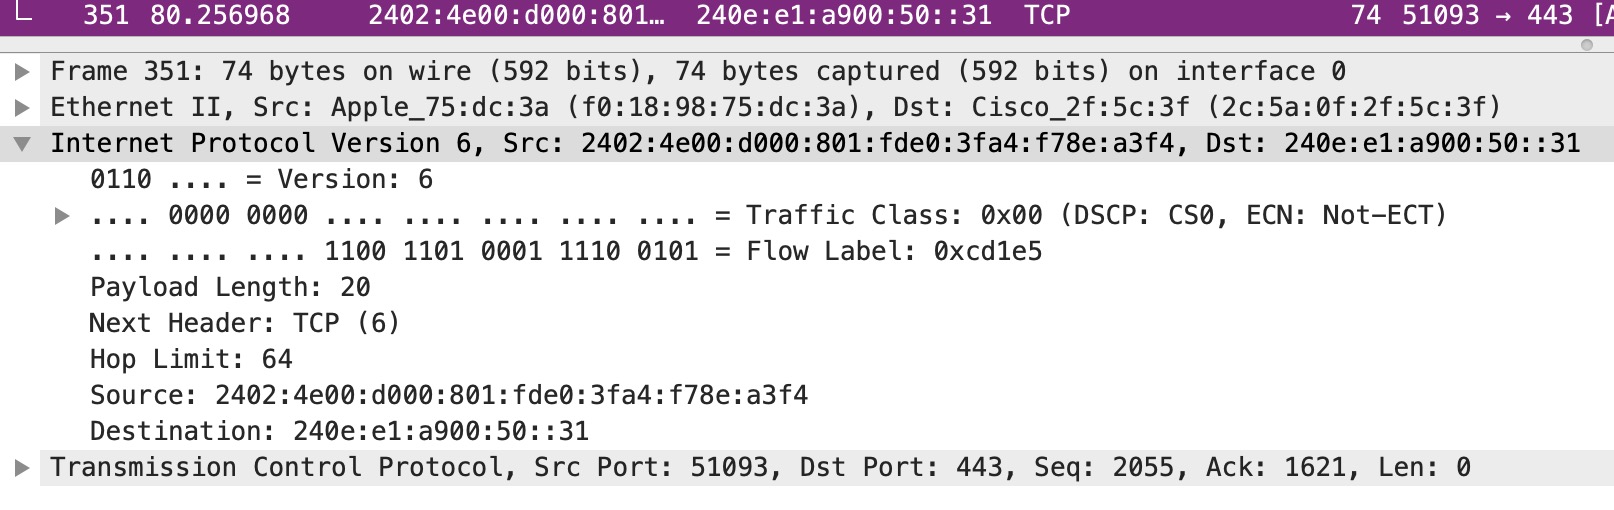 351 80.256968 2402:4e00:d000:801… 240e:e1:a900:50::31 TCP 74 51093 → 443 [A
Frame 351: 74 bytes on wire (592 bits), 74 bytes captured (592 bits) on interface 0
Ethernet II, Src: Apple_75:dc:3a (f0:18:98:75:dc:3a), Dst: Cisco_2f:5c:3f (2c:5a:0f:2f:5c:3f)
Internet Protocol Version 6, Src: 2402:4e00:d000:801:fde0:3fa4:f78e:a3f4, Dst: 240e:e1:a900:50::31
0110 .... = Version: 6
.... 0000 0000 .... .... .... .... .... = Traffic Class: 0x00 (DSCP: CS0, ECN: Not-ECT)
.... .... .... 1100 1101 0001 1110 0101 = Flow Label: 0xcd1e5
Payload Length: 20
Next Header: TCP (6)
Hop Limit: 64
Source: 2402:4e00:d000:801:fde0:3fa4:f78e:a3f4
Destination: 240e:e1:a900:50::31
Transmission Control Protocol, Src Port: 51093, Dst Port: 443, Seq: 2055, Ack: 1621, Len: 0